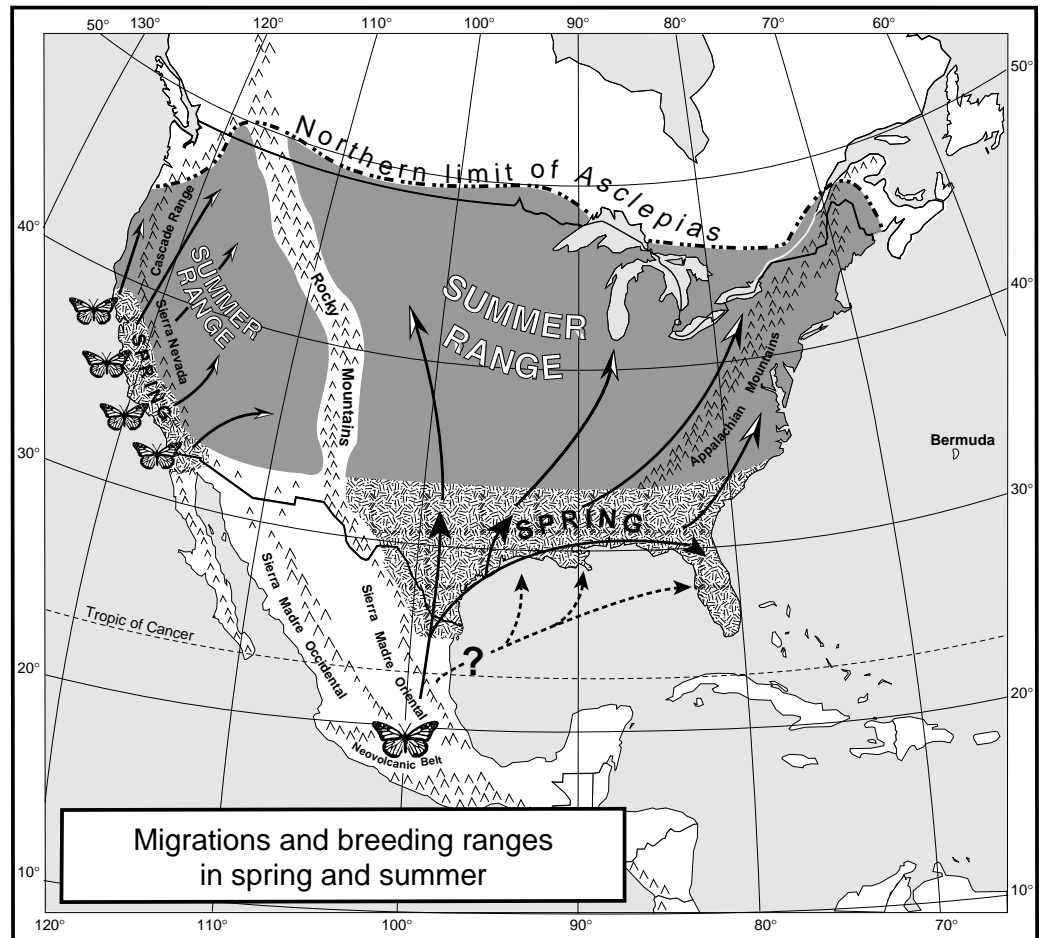 50° 130° 120° 110° 100° 90° 80° 70° 60°
50°
40°
30°
20°
10°
40°
30°
20°
10°
120° 110° 100° 90° 80° 70°
Northern limit of Asclepias
Cascade Range
SUMMER
RANGE
Sierra Nevada
SPRING
Rocky
Mountains
SUMMER
RANGE
Appalachian Mountains
Bermuda
SPRING
Sierra Madre Occidental
Sierra Madre Oriental
Tropic of Cancer
?
Neovolcanic Belt
Migrations and breeding ranges
in spring and summer